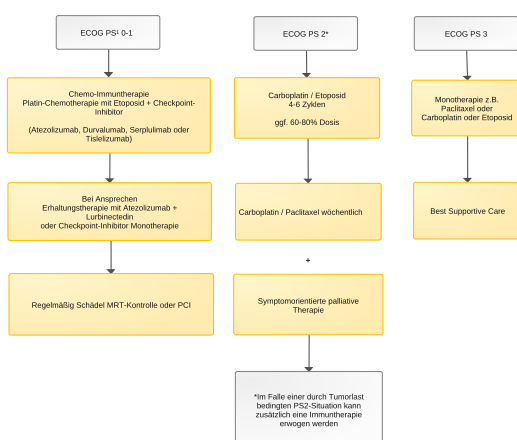 ECOG PS¹ 0-1
Chemo-Immuntherapie
Platin-Chemotherapie mit Etoposid + Checkpoint-
Inhibitor
(Atezolizumab, Durvalumab, Serplulimab oder
Tislelizumab)
Bei Ansprechen
Erhaltungstherapie mit Atezolizumab +
Lurbinectedin
oder Checkpoint-Inhibitor Monotherapie
Regelmäßig Schädel MRT-Kontrolle oder PCI
ECOG PS 2*
Carboplatin / Etoposid
4-6 Zyklen
ggf. 60-80% Dosis
Carboplatin / Paclitaxel wöchentlich
+
Symptomorientierte palliative
Therapie
*Im Falle einer durch Tumorlast
bedingten PS2-Situation kann
zusätzlich eine Immuntherapie
erwogen werden
ECOG PS 3
Monotherapie z.B.
Paclitaxel oder
Carboplatin oder Etoposid
Best Supportive Care